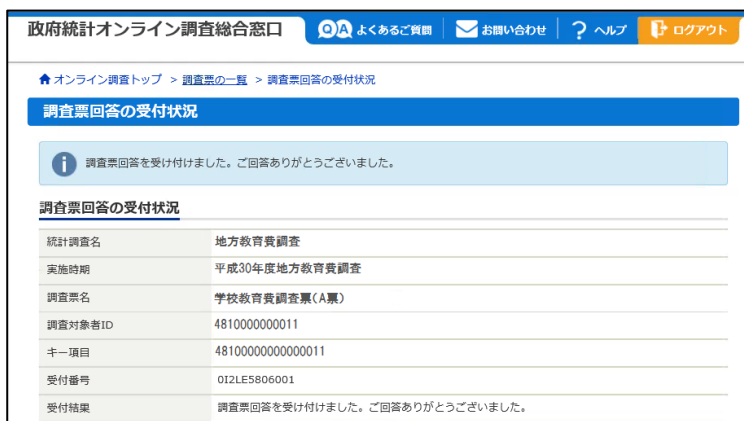 政府統計オンライン調査総合窓口 QA よくあるご質問 お問い合わせ ? ヘルプ ログアウト
オンライン調査トップ > 調査票の一覧 > 調査票回答の受付状況
調査票回答の受付状況
i 調査票回答を受け付けました。ご回答ありがとうございました。
調査票回答の受付状況
統計調査名 地方教育費調査
実施時期 平成30年度地方教育費調査
調査票名 学校教育費調査票(A票)
調査対象者ID 4810000000011
キー項目 48100000000000011
受付番号 0I2LE5806001
受付結果 調査票回答を受け付けました。ご回答ありがとうございました。